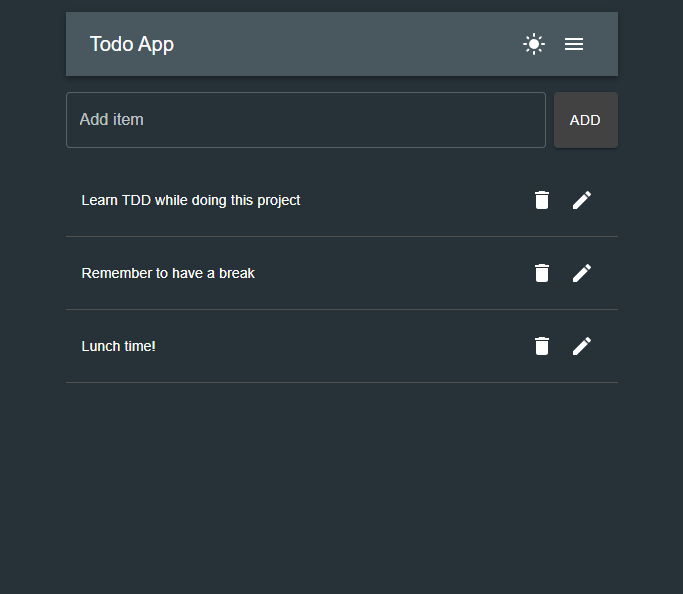 Todo App
Add item
ADD
Learn TDD while doing this project
Remember to have a break
Lunch time!